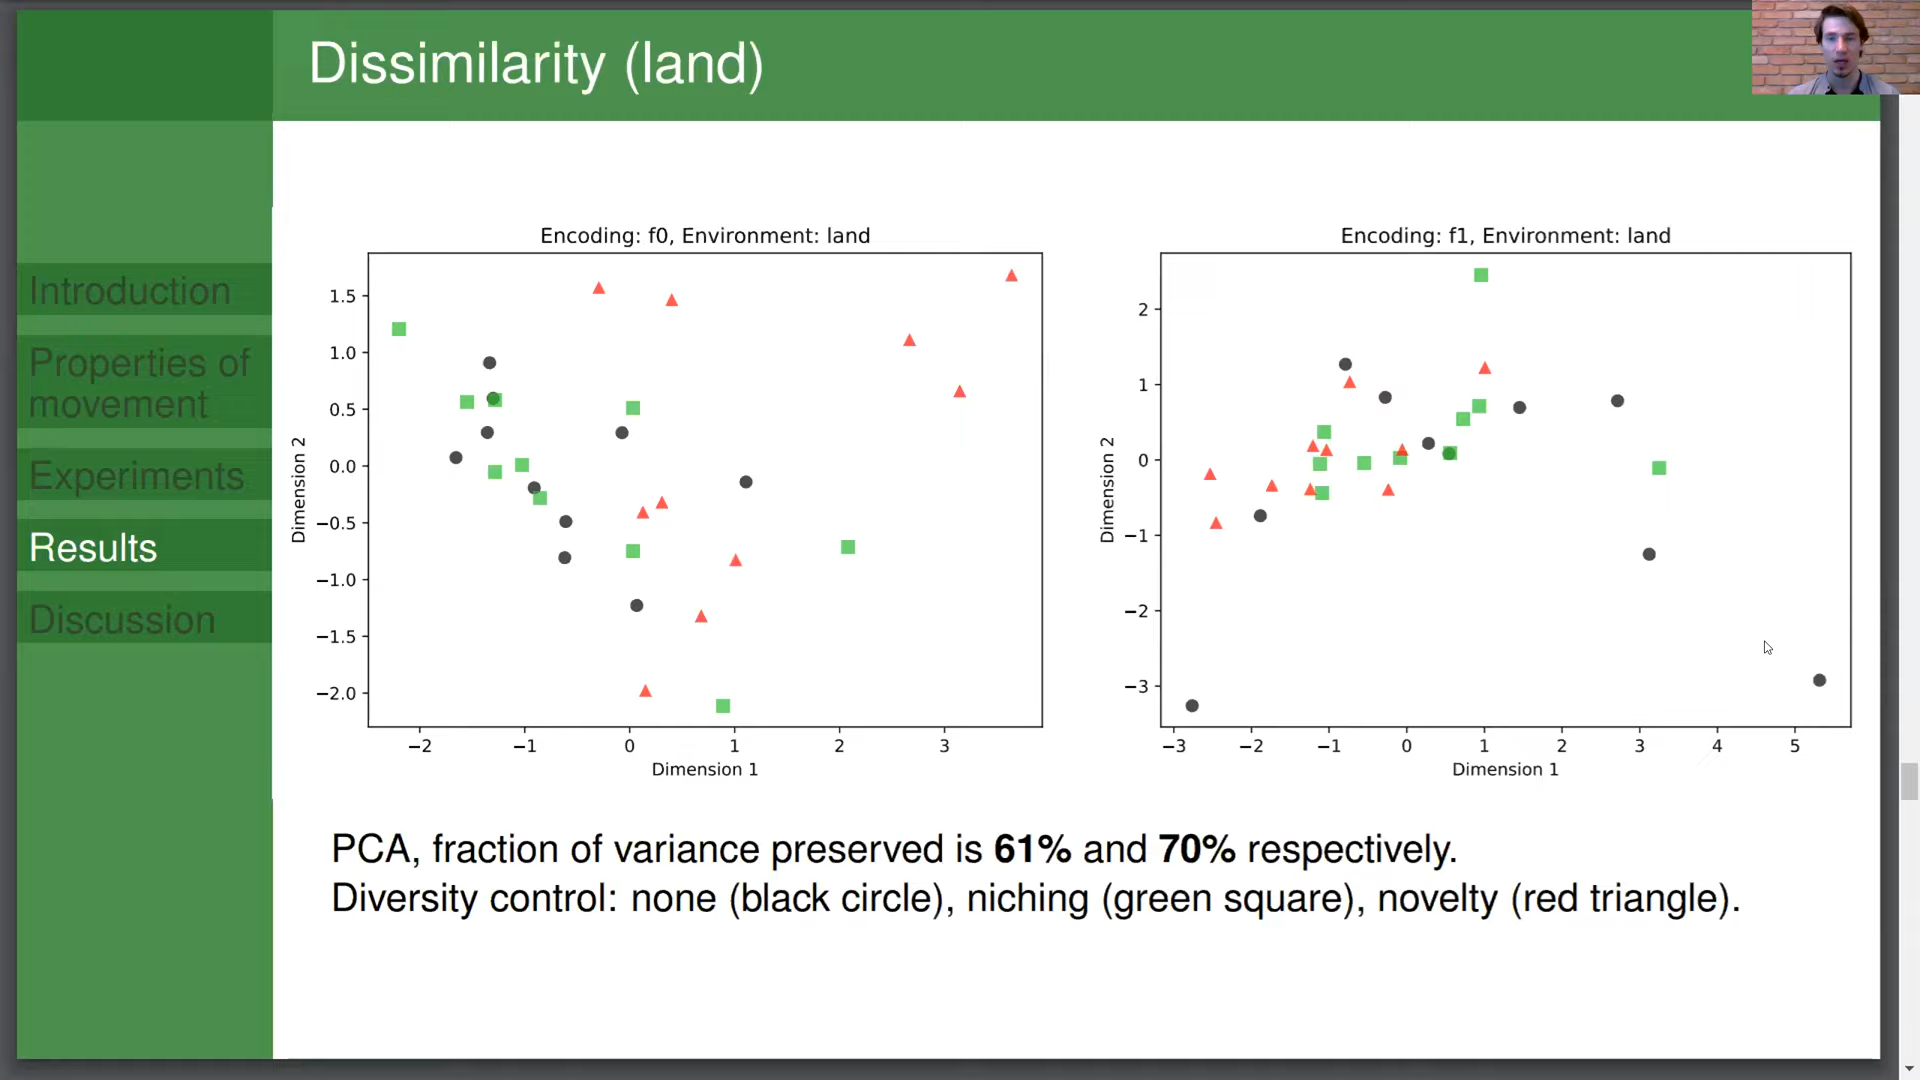 Dissimilarity (land)
Introduction
Properties of
movement
Experiments
Results
Discussion
Encoding: f0, Environment: land
1.5
1.0
0.5
0.0
−0.5
−1.0
−1.5
−2.0
Dimension 2
−2 −1 0 1 2 3
Dimension 1
Encoding: f1, Environment: land
2
1
0
−1
−2
−3
Dimension 2
−3 −2 −1 0 1 2 3 4 5
Dimension 1
PCA, fraction of variance preserved is 61% and 70% respectively.
Diversity control: none (black circle), niching (green square), novelty (red triangle).